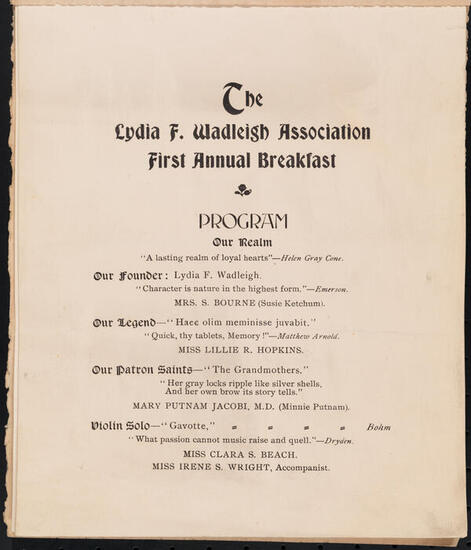 The
Lydia F. Wadleigh Association
First Annual Breakfast
PROGRAM
Our Realm
"A lasting realm of loyal hearts"—Helen Gray Cone.
Our Founder: Lydia F. Wadleigh.
"Character is nature in the highest form."—Emerson.
MRS. S. BOURNE (Susie Ketchum).
Our Legend—"Haec olim meminisse juvabit."
"Quick, thy tablets, Memory!"—Matthew Arnold.
MISS LILLIE R. HOPKINS.
Our Patron Saints—"The Grandmothers."
"Her gray locks ripple like silver shells,
And her own brow its story tells."
MARY PUTNAM JACOBI, M.D. (Minnie Putnam).
Violin Solo—"Gavotte," " " " " Bohm
"What passion cannot music raise and quell."—Dryden.
MISS CLARA S. BEACH.
MISS IRENE S. WRIGHT, Accompanist.